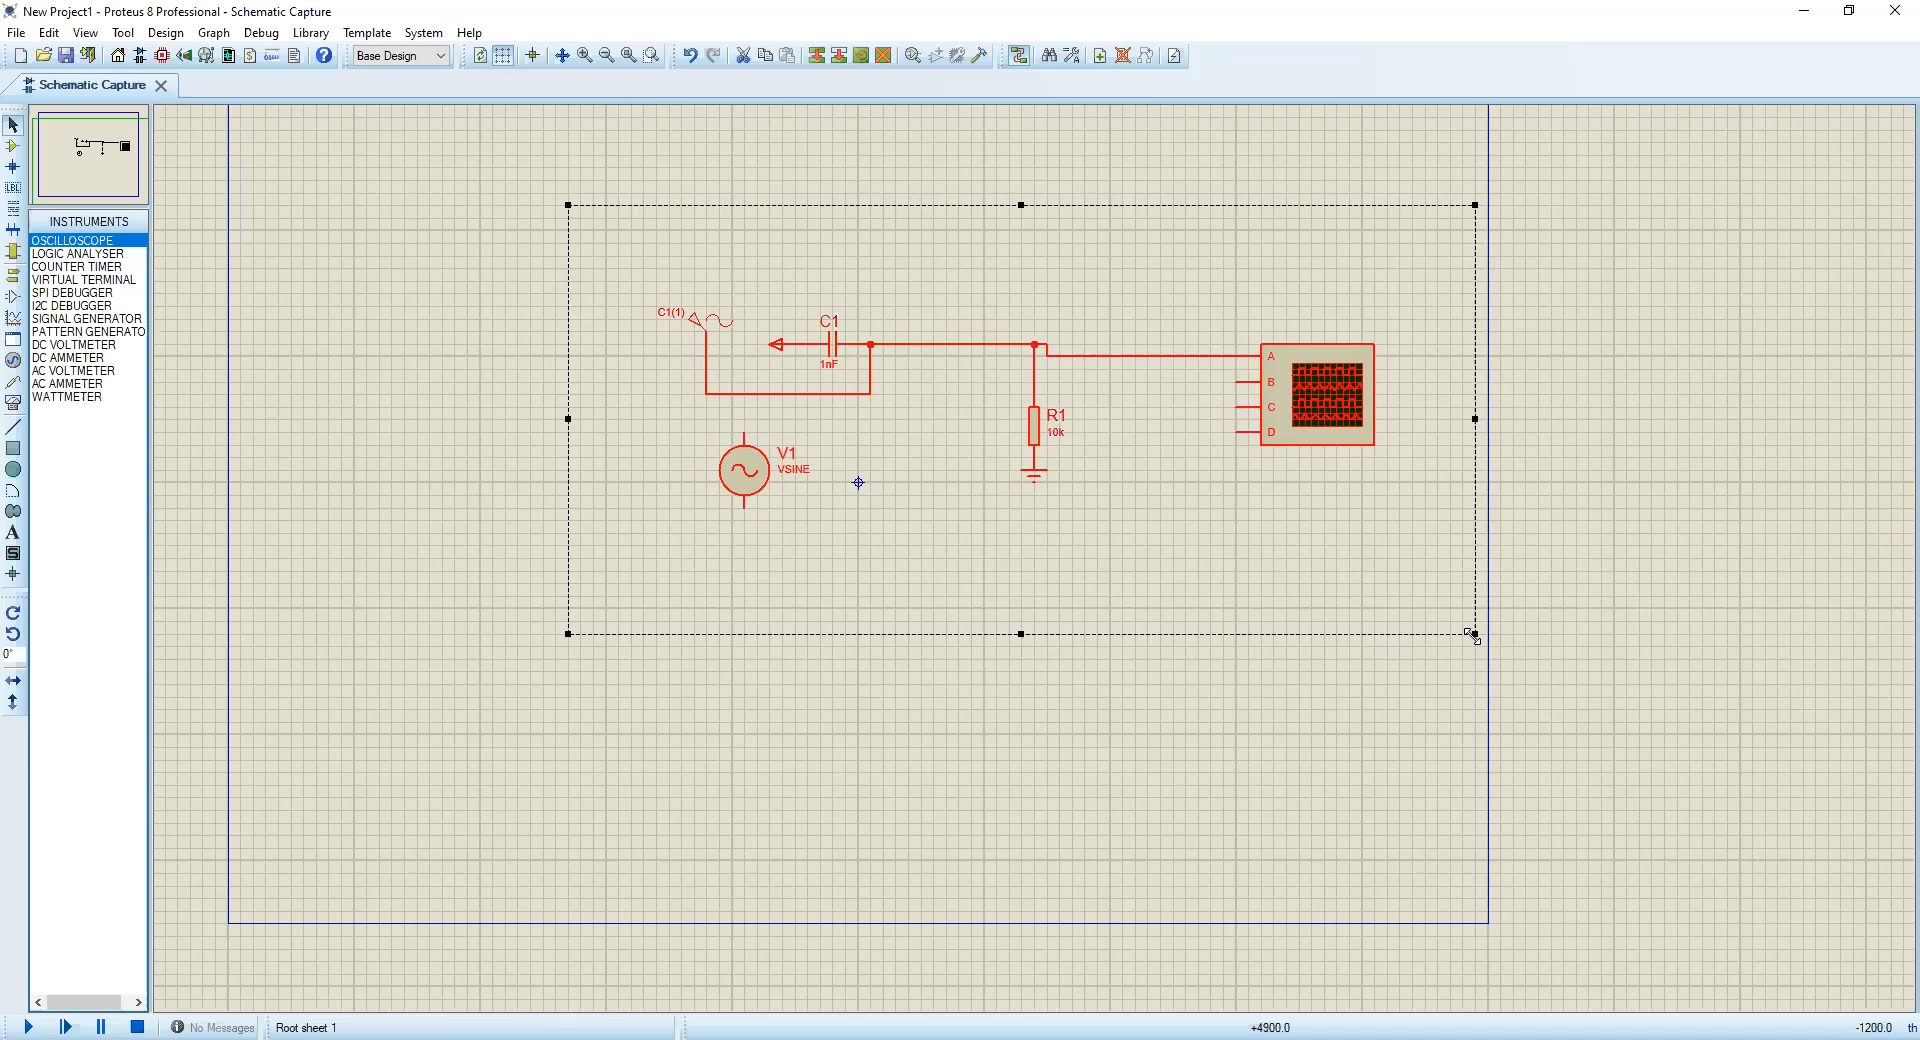 New Project1 - Proteus 8 Professional - Schematic Capture
File Edit View Tool Design Graph Debug Library Template System Help
Base Design
Schematic Capture
LBL
INSTRUMENTS
OSCILLOSCOPE
LOGIC ANALYSER
COUNTER TIMER
VIRTUAL TERMINAL
SPI DEBUGGER
I2C DEBUGGER
SIGNAL GENERATOR
PATTERN GENERATO
DC VOLTMETER
DC AMMETER
AC VOLTMETER
AC AMMETER
WATTMETER
A
S
0°
C1(1)
C1
1nF
R1
10k
V1
VSINE
A
B
C
D
No Messages
Root sheet 1
+4900.0
-1200.0
th